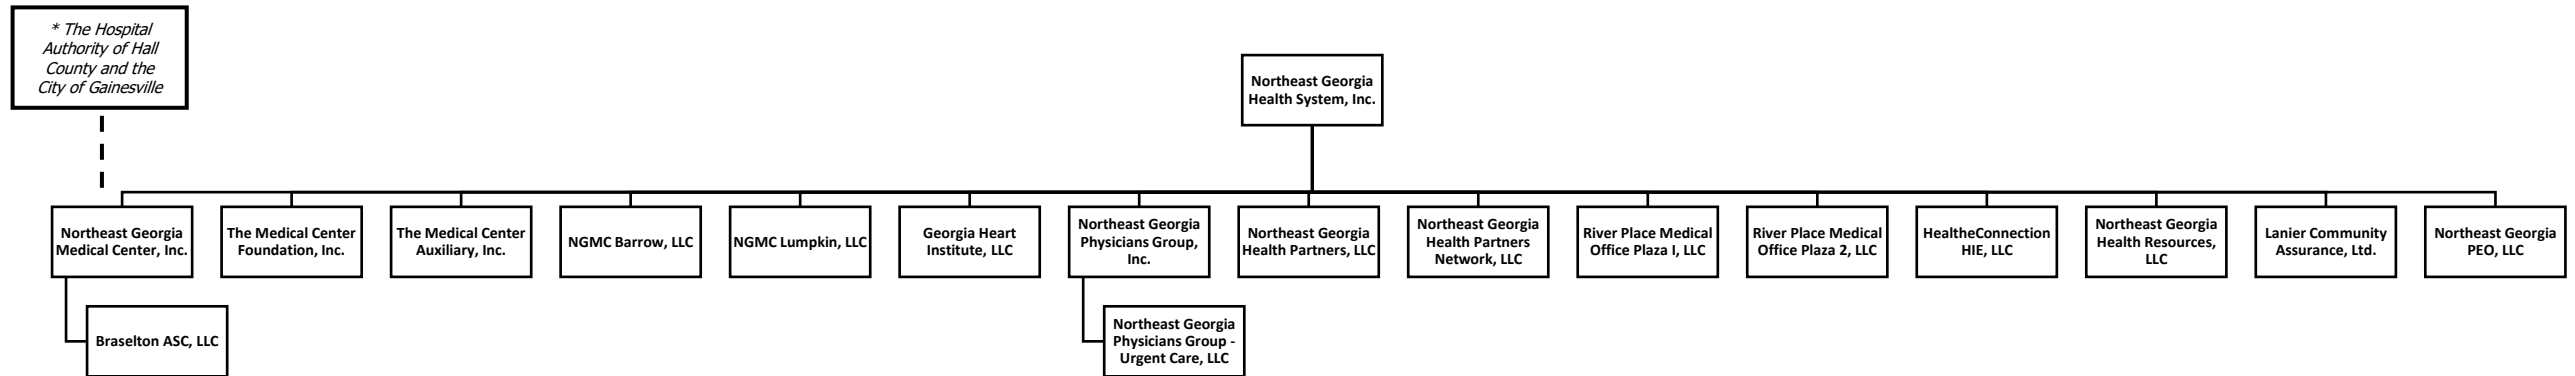 * The Hospital
Authority of Hall
County and the
City of Gainesville
Northeast Georgia
Health System, Inc.
Northeast Georgia
Medical Center, Inc.
The Medical Center
Foundation, Inc.
The Medical Center
Auxiliary, Inc.
NGMC Barrow, LLC
NGMC Lumpkin, LLC
Georgia Heart
Institute, LLC
Northeast Georgia
Physicians Group,
Inc.
Northeast Georgia
Health Partners, LLC
Northeast Georgia
Health Partners
Network, LLC
River Place Medical
Office Plaza I, LLC
River Place Medical
Office Plaza 2, LLC
HealtheConnection
HIE, LLC
Northeast Georgia
Health Resources,
LLC
Lanier Community
Assurance, Ltd.
Northeast Georgia
PEO, LLC
Braselton ASC, LLC
Northeast Georgia
Physicians Group -
Urgent Care, LLC